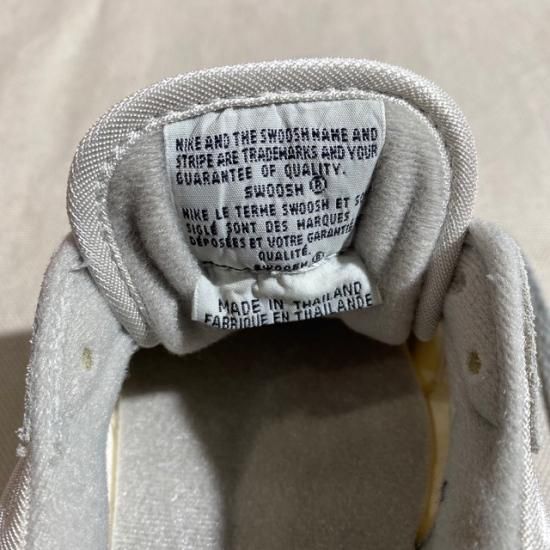 NIKE AND THE SWOOSH NAME AND
STRIPE ARE TRADEMARKS AND YOUR
GUARANTEE OF QUALITY.
SWOOSH ®
NIKE LE TERME SWOOSH ET S
SIGLE SONT DES MARQUES
DÉPOSÉES ET VOTRE GARANTIE
QUALITÉ.
SWOOSH ®
MADE IN THAILAND
FABRIQUE EN THAILANDE